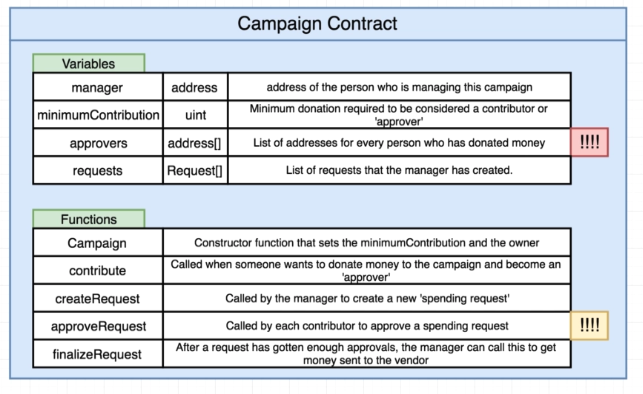 Campaign Contract
Variables
manager address address of the person who is managing this campaign
minimumContribution uint Minimum donation required to be considered a contributor or
'approver'
approvers address[] List of addresses for every person who has donated money !!!!
requests Request[] List of requests that the manager has created.
Functions
Campaign Constructor function that sets the minimumContribution and the owner
contribute Called when someone wants to donate money to the campaign and become an
'approver'
createRequest Called by the manager to create a new 'spending request'
approveRequest Called by each contributor to approve a spending request !!!!
finalizeRequest After a request has gotten enough approvals, the manager can call this to get
money sent to the vendor